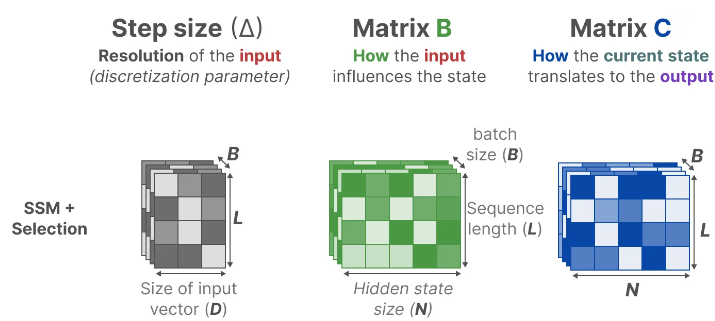 Step size (Δ)
Resolution of the input
(discretization parameter)
Matrix B
How the input
influences the state
Matrix C
How the current state
translates to the output
SSM +
Selection
B
L
Size of input
vector (D)
batch
size (B)
Sequence
length (L)
Hidden state
size (N)
B
L
N